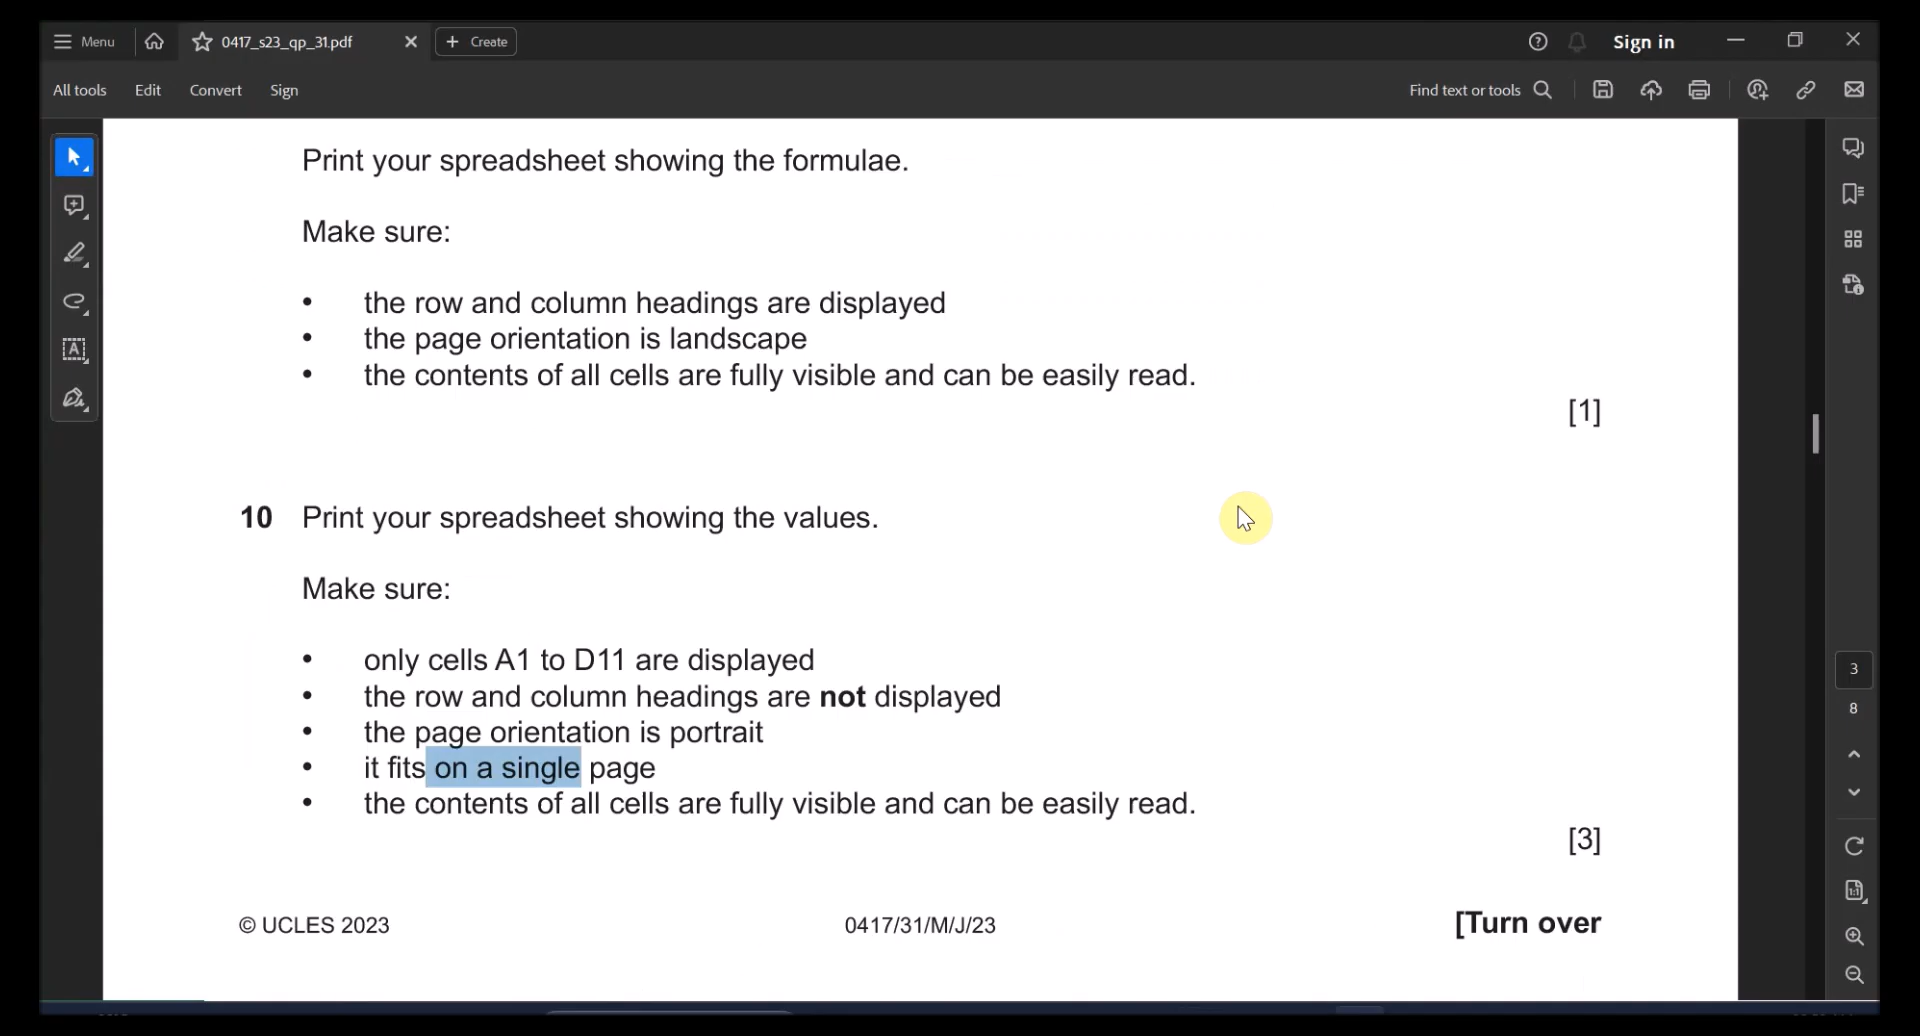 Menu
0417_s23_qp_31.pdf
Create
Sign in
All tools
Edit
Convert
Sign
Find text or tools
Print your spreadsheet showing the formulae.
Make sure:
• the row and column headings are displayed
• the page orientation is landscape
• the contents of all cells are fully visible and can be easily read.
[1]
10 Print your spreadsheet showing the values.
Make sure:
• only cells A1 to D11 are displayed
• the row and column headings are not displayed
• the page orientation is portrait
• it fits on a single page
• the contents of all cells are fully visible and can be easily read.
[3]
© UCLES 2023
0417/31/M/J/23
[Turn over
3
8